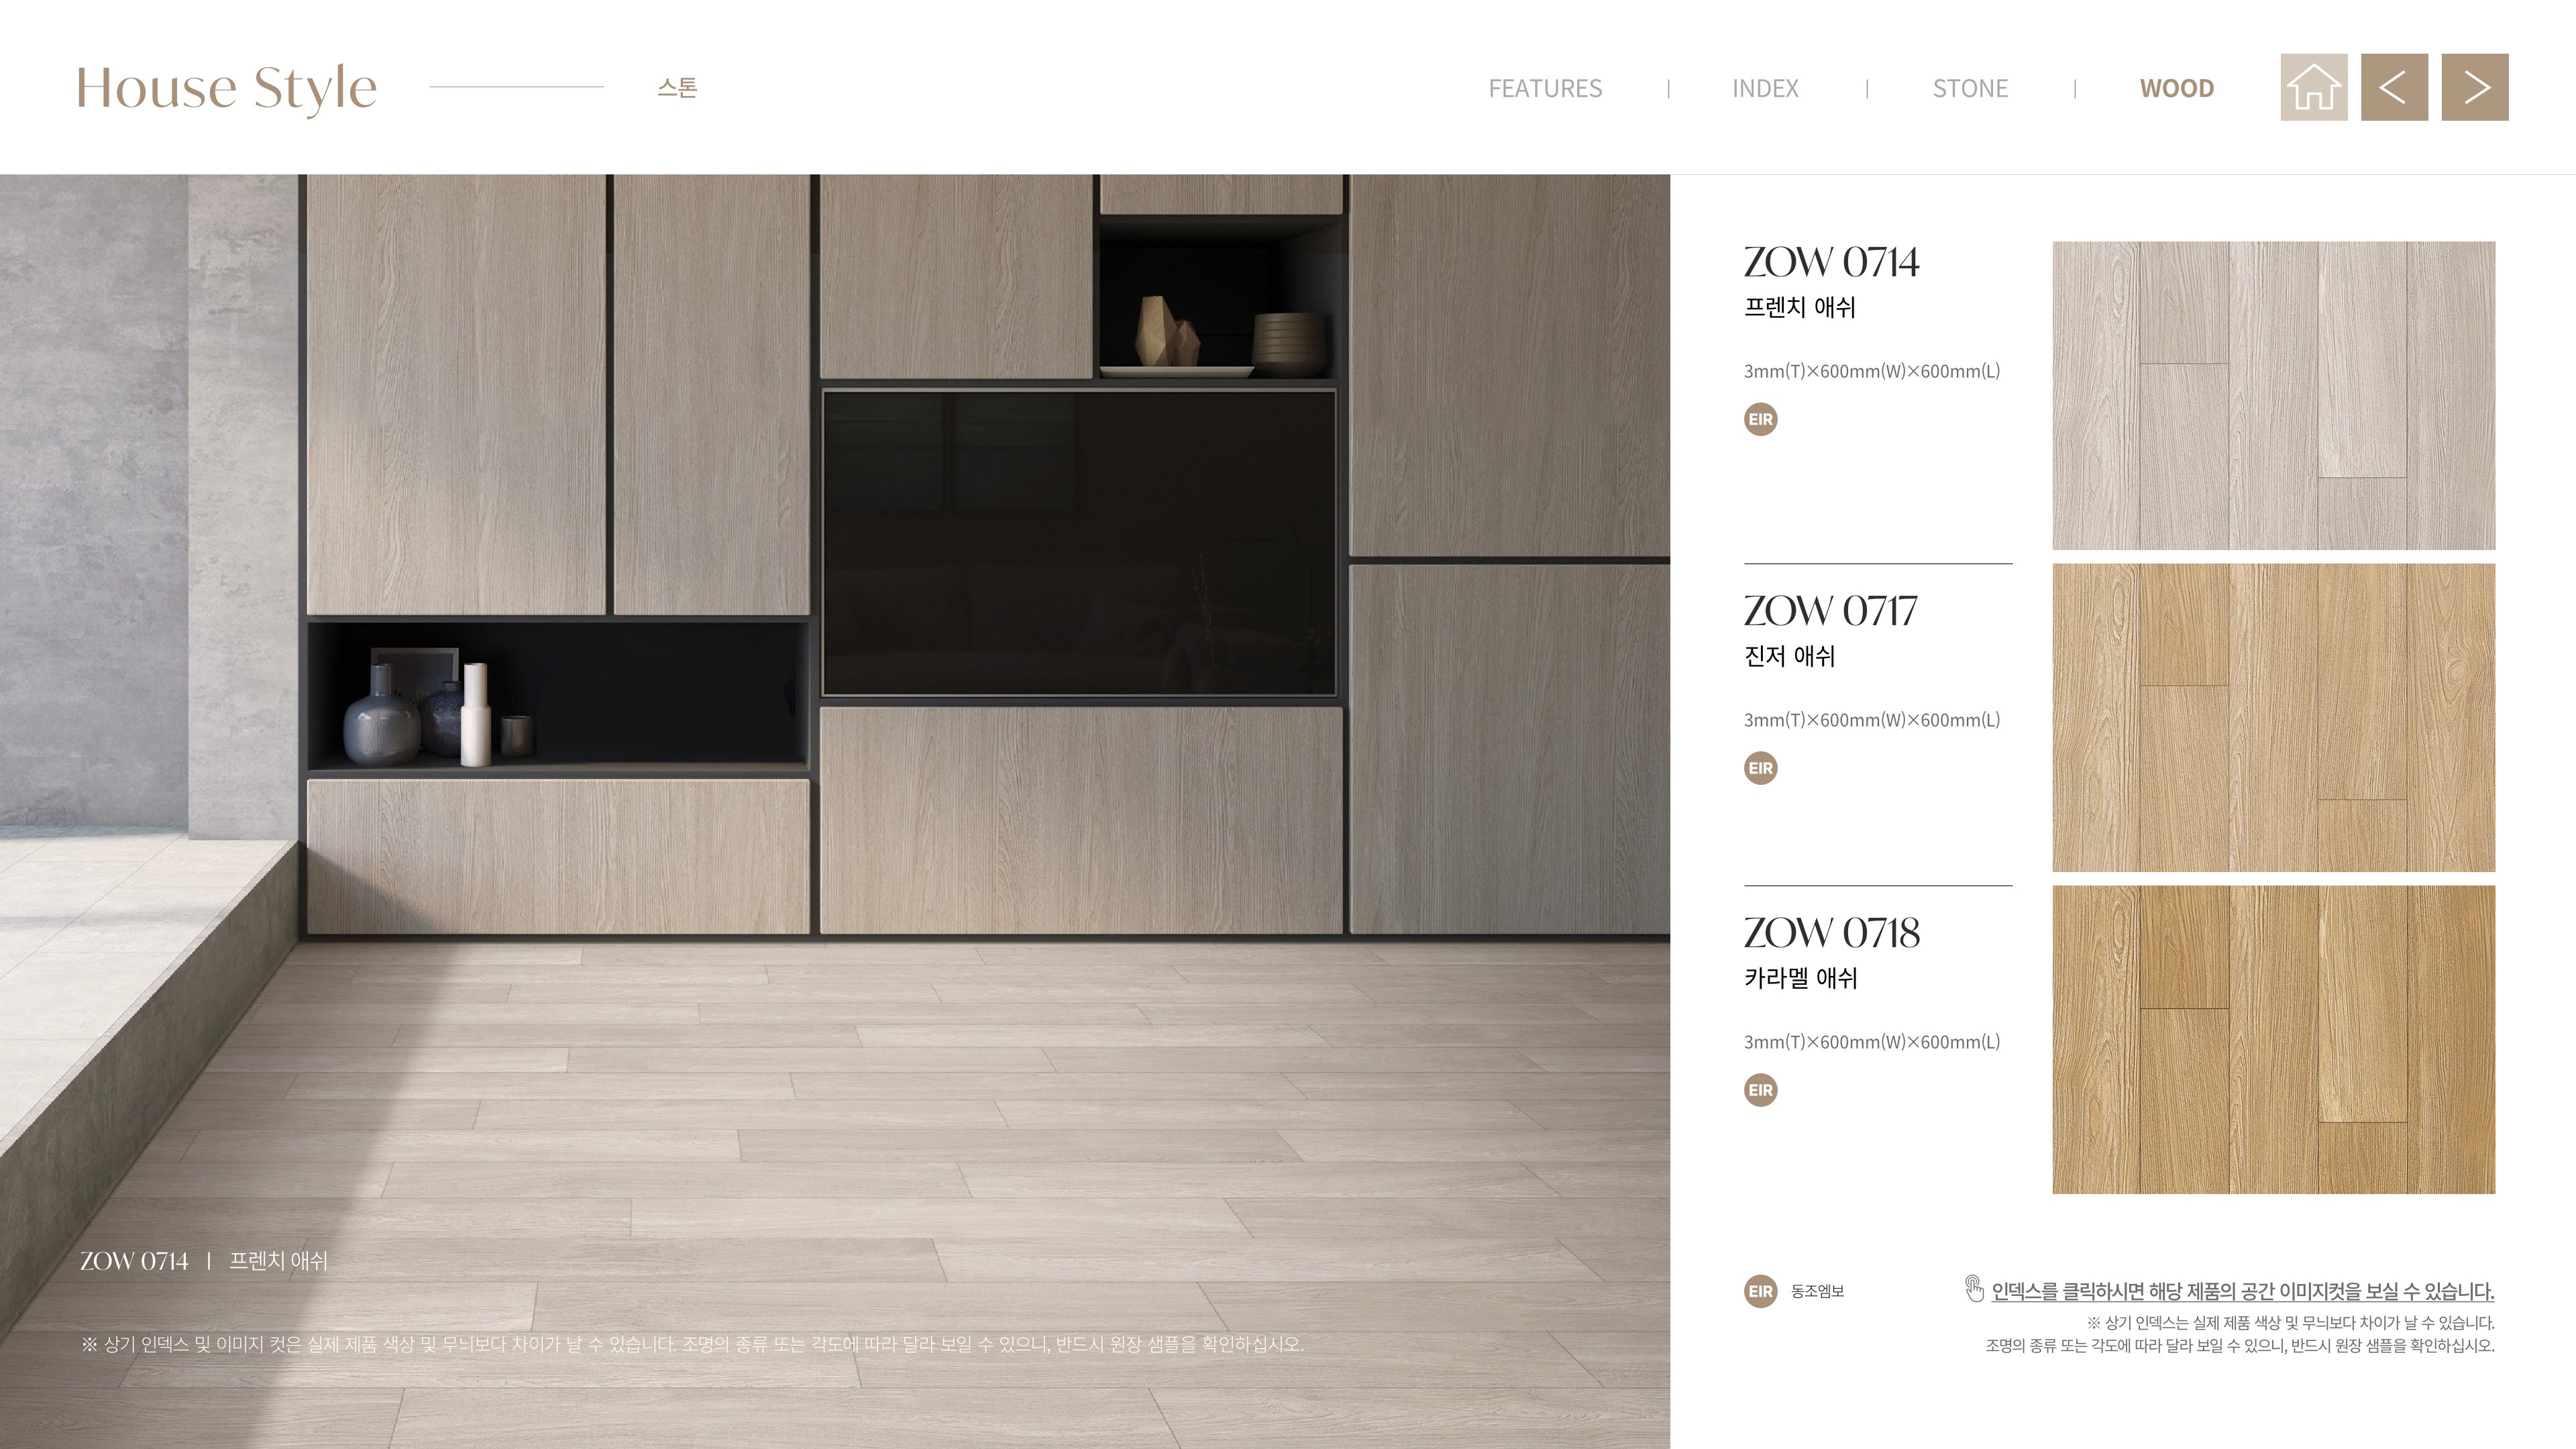 House Style
스톤
FEATURES | INDEX | STONE | WOOD
ZOW 0714
프렌치 애쉬
3mm(T)×600mm(W)×600mm(L)
EIR
ZOW 0717
진저 애쉬
3mm(T)×600mm(W)×600mm(L)
EIR
ZOW 0718
카라멜 애쉬
3mm(T)×600mm(W)×600mm(L)
EIR
ZOW 0714 | 프렌치 애쉬
※ 상기 인덱스 및 이미지 컷은 실제 제품 색상 및 무늬보다 차이가 날 수 있습니다. 조명의 종류 또는 각도에 따라 달라 보일 수 있으니, 반드시 원장 샘플을 확인하십시오.
EIR 동조엠보
인덱스를 클릭하시면 해당 제품의 공간 이미지컷을 보실 수 있습니다.
※ 상기 인덱스는 실제 제품 색상 및 무늬보다 차이가 날 수 있습니다.
조명의 종류 또는 각도에 따라 달라 보일 수 있으니, 반드시 원장 샘플을 확인하십시오.